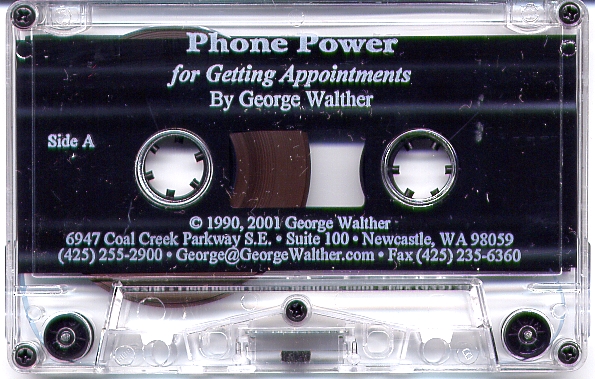 Phone Power
for Getting Appointments
By George Walther
Side A
© 1990, 2001 George Walther
6947 Coal Creek Parkway S.E. • Suite 100 • Newcastle, WA 98059
(425) 255-2900 • George@GeorgeWalther.com • Fax (425) 235-6360